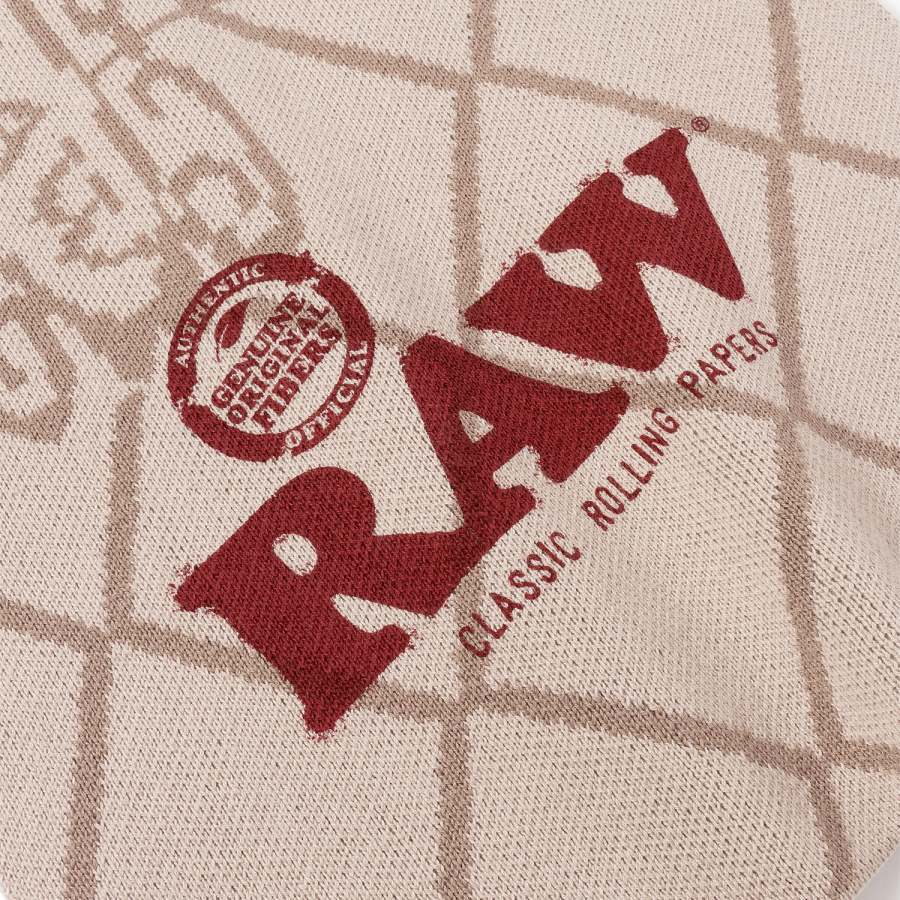 AUTHENTIC
GENUINE
ORIGINAL
FIBERS
OFFICIAL
RAW®
CLASSIC ROLLING PAPERS